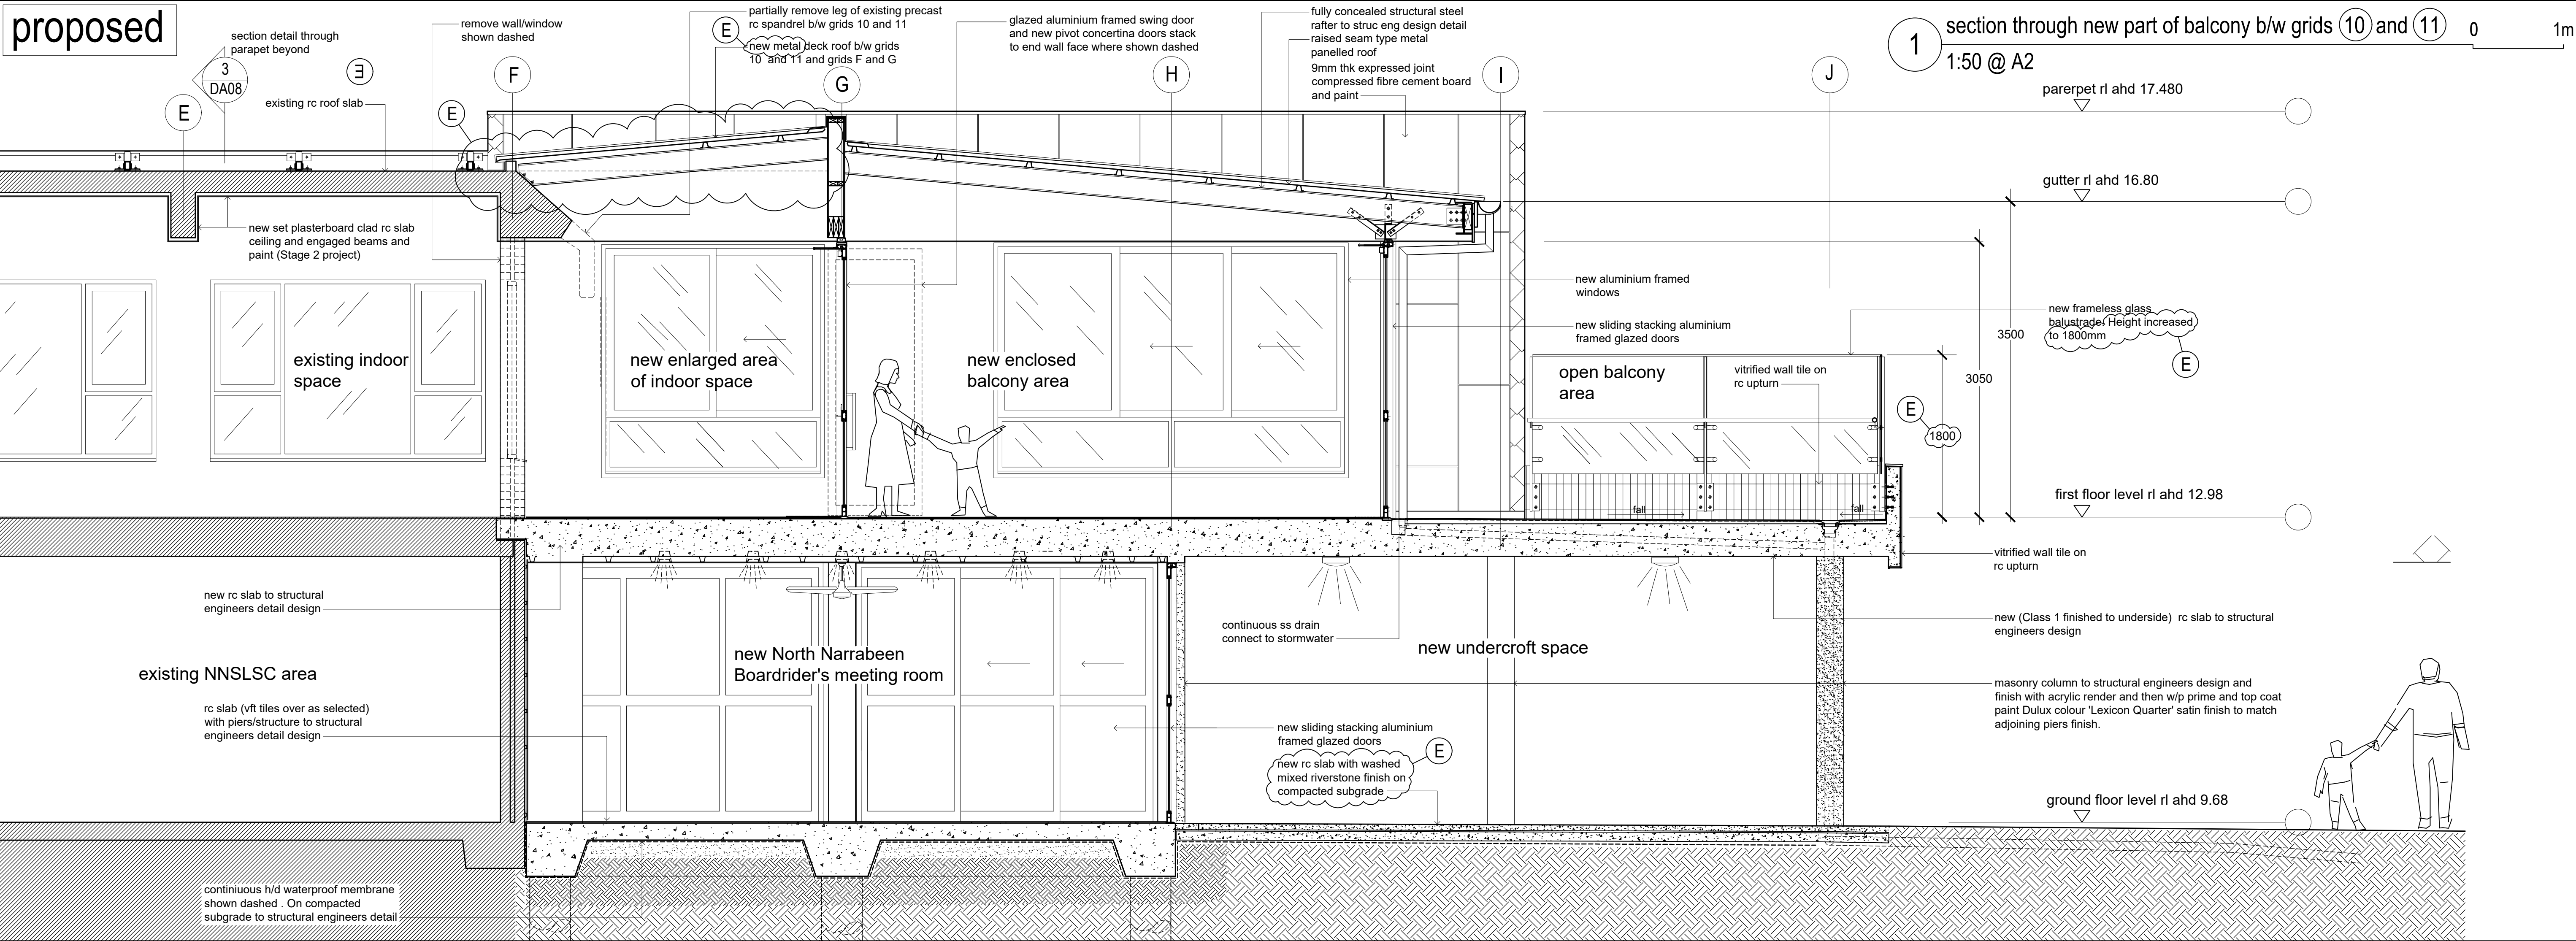 proposed
section detail through
parapet beyond
3
DA08
E
E
existing rc roof slab
remove wall/window
shown dashed
E
F
partially remove leg of existing precast
rc spandrel b/w grids 10 and 11
E
new metal deck roof b/w grids
10 and 11 and grids F and G
G
glazed aluminium framed swing door
and new pivot concertina doors stack
to end wall face where shown dashed
H
fully concealed structural steel
rafter to struc eng design detail
raised seam type metal
panelled roof
9mm thk expressed joint
compressed fibre cement board
and paint
I
J
1
section through new part of balcony b/w grids 10 and 11
1:50 @ A2
0
1m
parerpet rl ahd 17.480
gutter rl ahd 16.80
new set plasterboard clad rc slab
ceiling and engaged beams and
paint (Stage 2 project)
new aluminium framed
windows
new sliding stacking aluminium
framed glazed doors
new frameless glass
balustrade. Height increased
to 1800mm
E
3500
3050
E
1800
existing indoor
space
new enlarged area
of indoor space
new enclosed
balcony area
open balcony
area
vitrified wall tile on
rc upturn
fall
fall
first floor level rl ahd 12.98
vitrified wall tile on
rc upturn
new rc slab to structural
engineers detail design
continuous ss drain
connect to stormwater
new (Class 1 finished to underside) rc slab to structural
engineers design
existing NNSLSC area
new North Narrabeen
Boardrider's meeting room
new undercroft space
masonry column to structural engineers design and
finish with acrylic render and then w/p prime and top coat
paint Dulux colour 'Lexicon Quarter' satin finish to match
adjoining piers finish.
rc slab (vft tiles over as selected)
with piers/structure to structural
engineers detail design
new sliding stacking aluminium
framed glazed doors
E
new rc slab with washed
mixed riverstone finish on
compacted subgrade
ground floor level rl ahd 9.68
continiuous h/d waterproof membrane
shown dashed . On compacted
subgrade to structural engineers detail